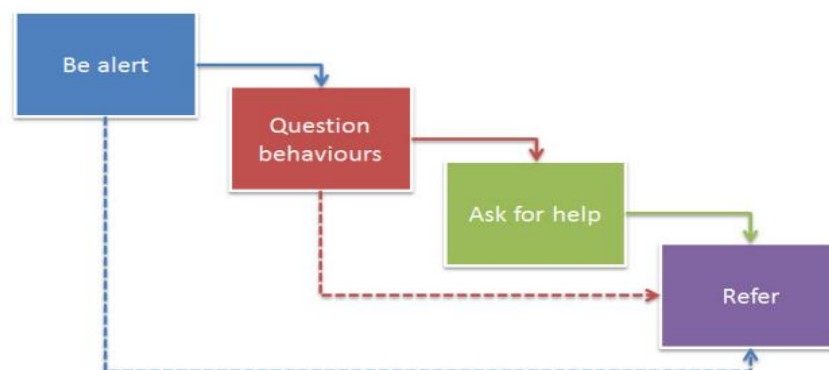 Be alert
Question
behaviours
Ask for help
Refer